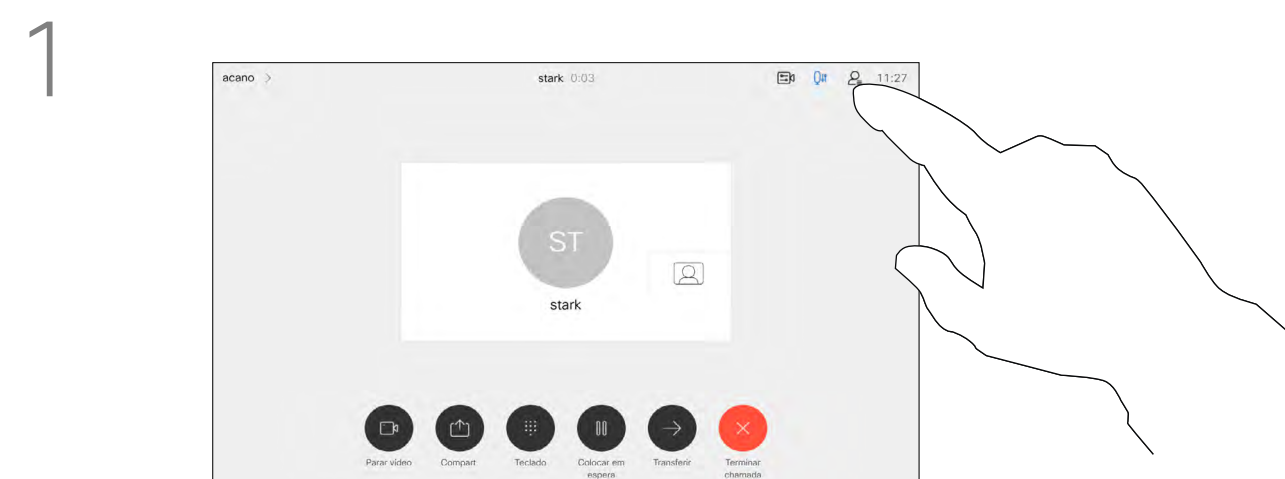 1
acano >
stark 0:03
11:27
ST
stark
Parar vídeo
Compart
Teclado
Colocar em
espera
Transferir
Terminar
chamada